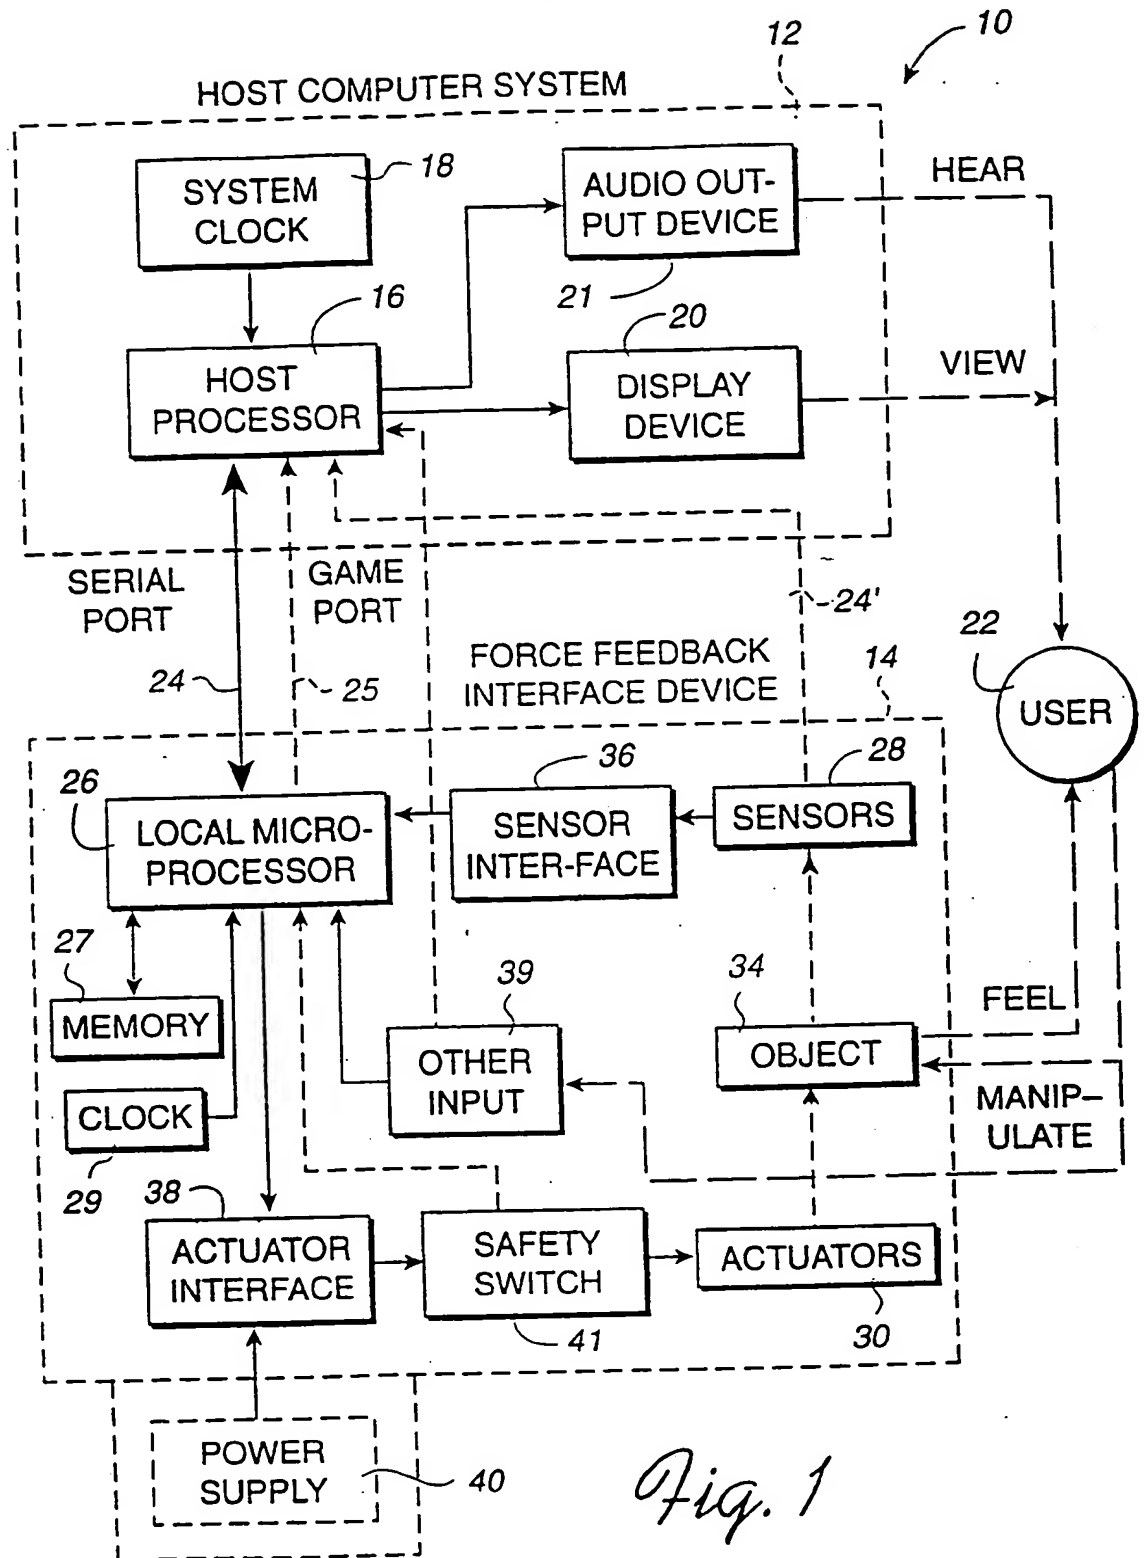 10
12
HOST COMPUTER SYSTEM
SYSTEM
CLOCK
18
AUDIO OUT-
PUT DEVICE
HEAR
21
16
20
HOST
PROCESSOR
DISPLAY
DEVICE
VIEW
SERIAL
PORT
GAME
PORT
24'
24
25
FORCE FEEDBACK
INTERFACE DEVICE
14
22
USER
26
LOCAL MICRO-
PROCESSOR
36
SENSOR
INTER-FACE
28
SENSORS
27
MEMORY
39
OTHER
INPUT
34
OBJECT
FEEL
CLOCK
29
MANIP-
ULATE
38
ACTUATOR
INTERFACE
SAFETY
SWITCH
41
ACTUATORS
30
POWER
SUPPLY
40
Fig. 1